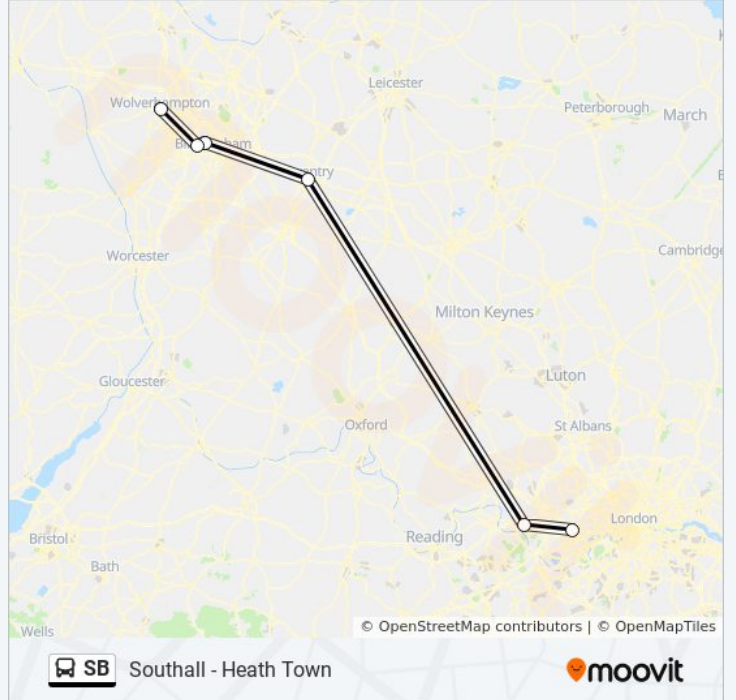 Leicester
Wolverhampton
Peterborough
March
Worcester
Cambridge
Milton Keynes
Gloucester
Luton
Oxford
St Albans
London
Bristol
Reading
Bath
© OpenStreetMap contributors | © OpenMapTiles
Wells
SB Southall - Heath Town moovit